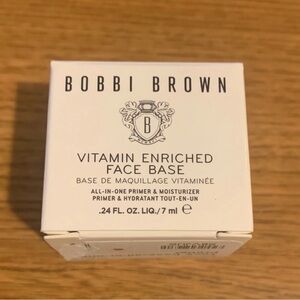 BOBBI BROWN
B
VITAMIN ENRICHED
FACE BASE
BASE DE MAQUILLAGE VITAMINÉE
ALL-IN-ONE PRIMER & MOISTURIZER
PRIMER & HYDRATANT TOUT-EN-UN
.24 FL. OZ. LIQ./7 ml ℮